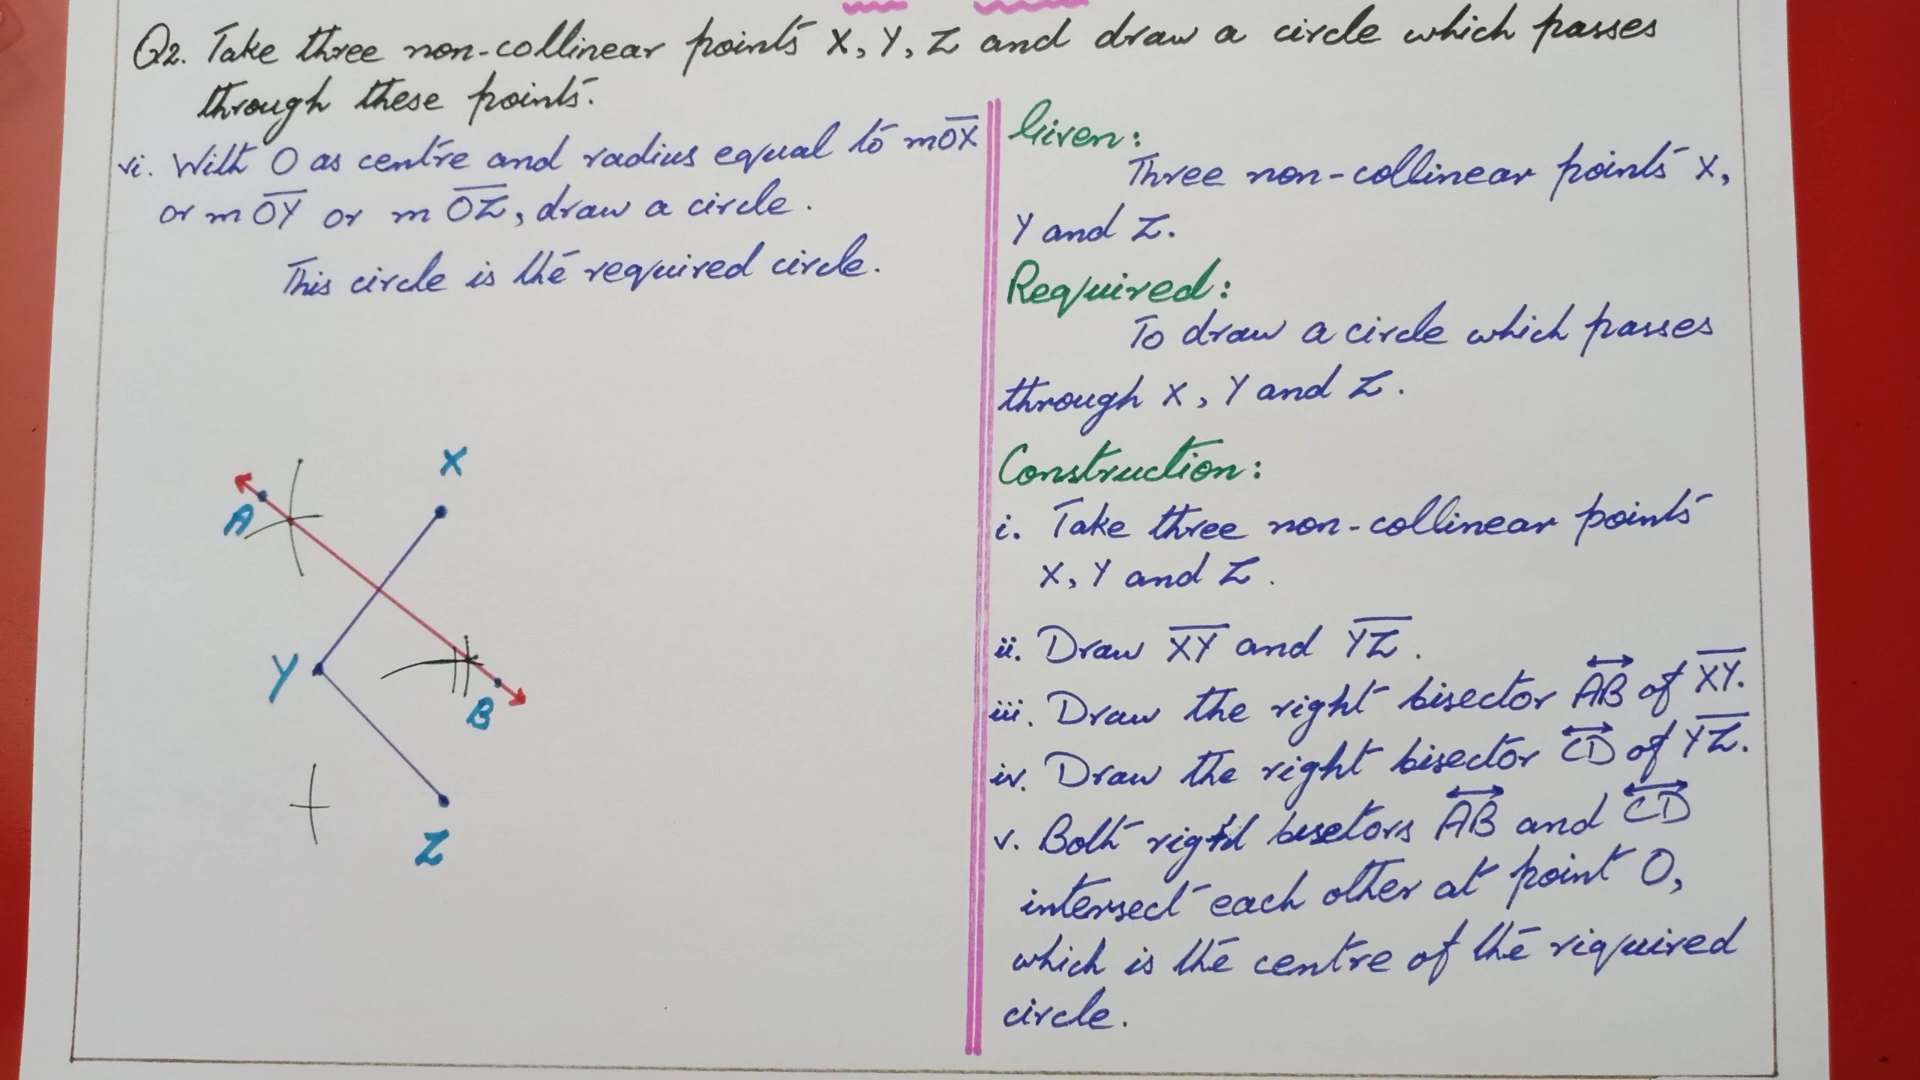 Q2. Take three non-collinear points X, Y, Z and draw a circle which passes
through these points.
vi. With O as centre and radius equal to mOX
or mOY or mOZ, draw a circle.
This circle is the required circle.
X
A
Y
B
Z
Given:
Three non-collinear points X,
Y and Z.
Required:
To draw a circle which passes
through X, Y and Z.
Construction:
i. Take three non-collinear points
X, Y and Z.
ii. Draw XY and YZ.
iii. Draw the right bisector AB of XY.
iv. Draw the right bisector CD of YZ.
v. Both bisetors AB and CD
intersect each other at point O,
which is the centre of the riquired
circle.